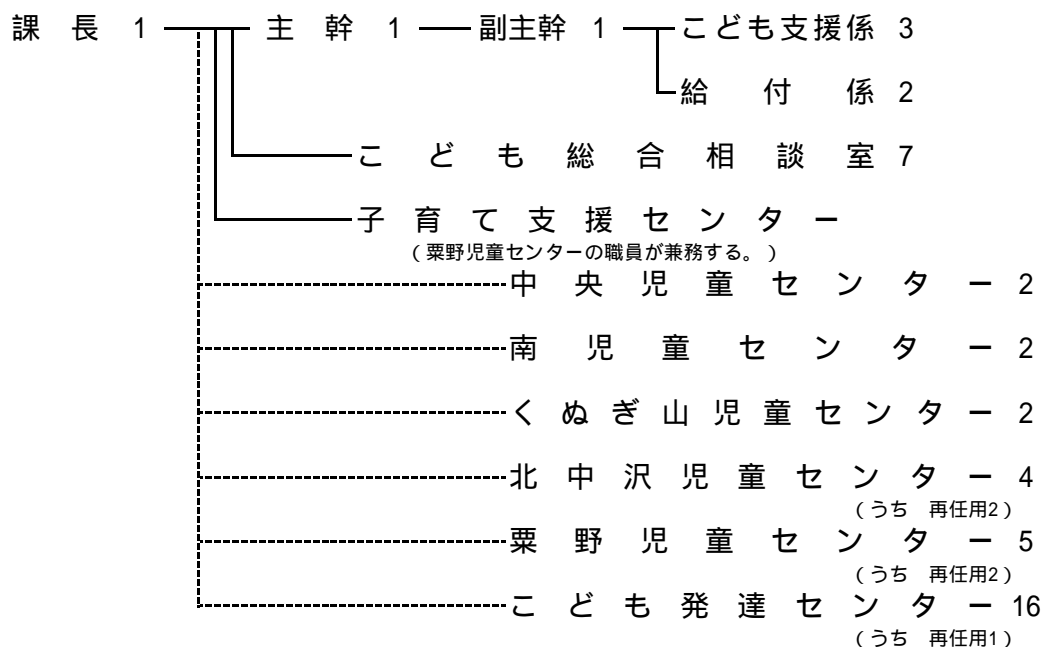 課長 1 主幹 1 副主幹 1 こども支援係 3
給付係 2
こども総合相談室 7
子育て支援センター
（粟野児童センターの職員が兼務する。）
中央児童センター 2
南児童センター 2
くぬぎ山児童センター 2
北中沢児童センター 4
（うち 再任用2）
粟野児童センター 5
（うち 再任用2）
こども発達センター 16
（うち 再任用1）